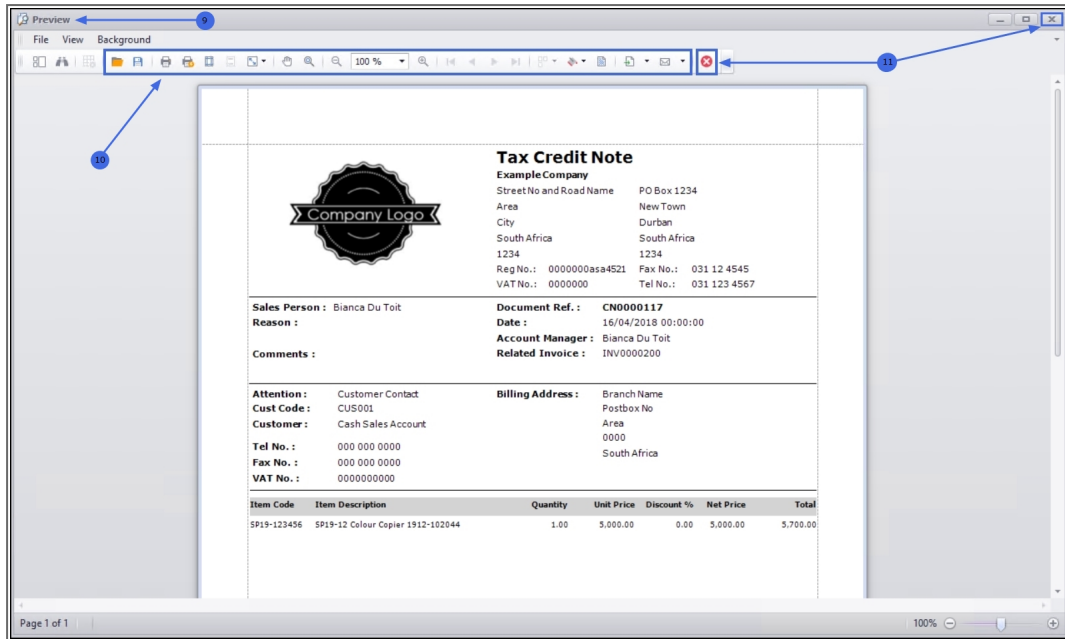 Preview
9
File View Background
100 %
11
10
Tax Credit Note
Example Company
Street No and Road Name PO Box 1234
Area New Town
City Durban
South Africa South Africa
1234 1234
Reg No.: 0000000asa4521 Fax No.: 031 12 4545
VAT No.: 0000000 Tel No.: 031 123 4567
Company Logo
Sales Person : Bianca Du Toit Document Ref. : CN0000117
Reason : Date : 16/04/2018 00:00:00
Account Manager : Bianca Du Toit
Comments : Related Invoice : INV0000200
Attention : Customer Contact Billing Address : Branch Name
Cust Code : CUS001 Postbox No
Customer : Cash Sales Account Area
0000
Tel No. : 000 000 0000 South Africa
Fax No. : 000 000 0000
VAT No. : 0000000000
Item Code Item Description Quantity Unit Price Discount % Net Price Total
SP19-123456 SP19-12 Colour Copier 1912-102044 1.00 5,000.00 0.00 5,000.00 5,700.00
Page 1 of 1 100%